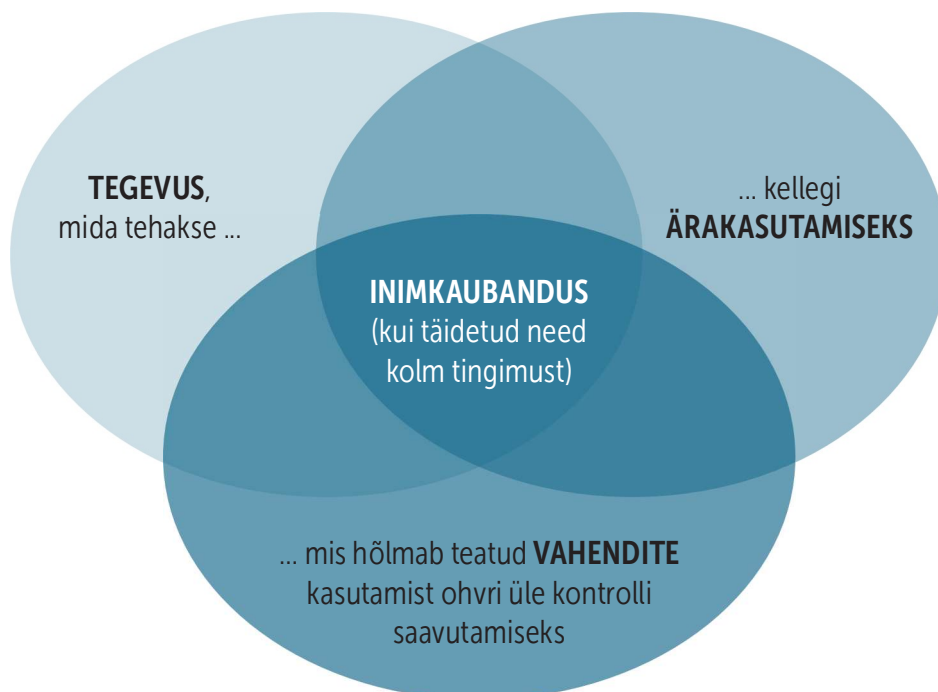 TEGEVUS,
mida tehakse ...
... kellegi
ÄRAKASUTAMISEKS
INIMKAUBANDUS
(kui täidetud need
kolm tingimust)
... mis hõlmab teatud VAHENDITE
kasutamist ohvri üle kontrolli
saavutamiseks